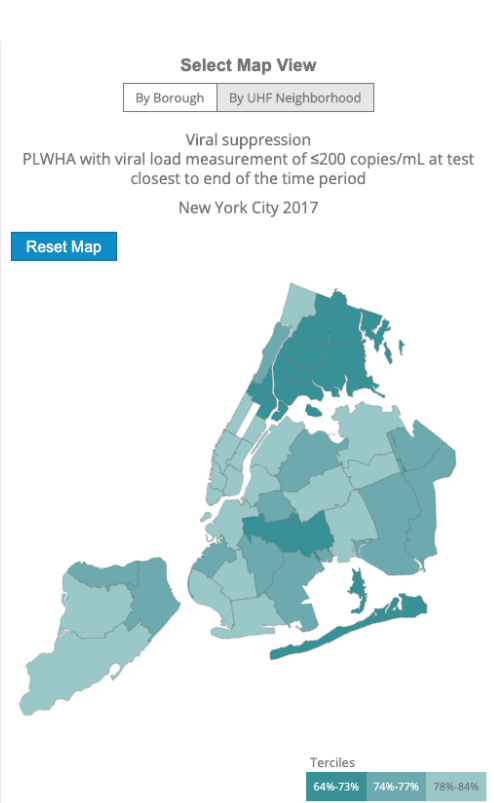 Select Map View
By Borough By UHF Neighborhood
Viral suppression
PLWHA with viral load measurement of ≤200 copies/mL at test
closest to end of the time period
New York City 2017
Reset Map
Terciles
64%-73% 74%-77% 78%-84%